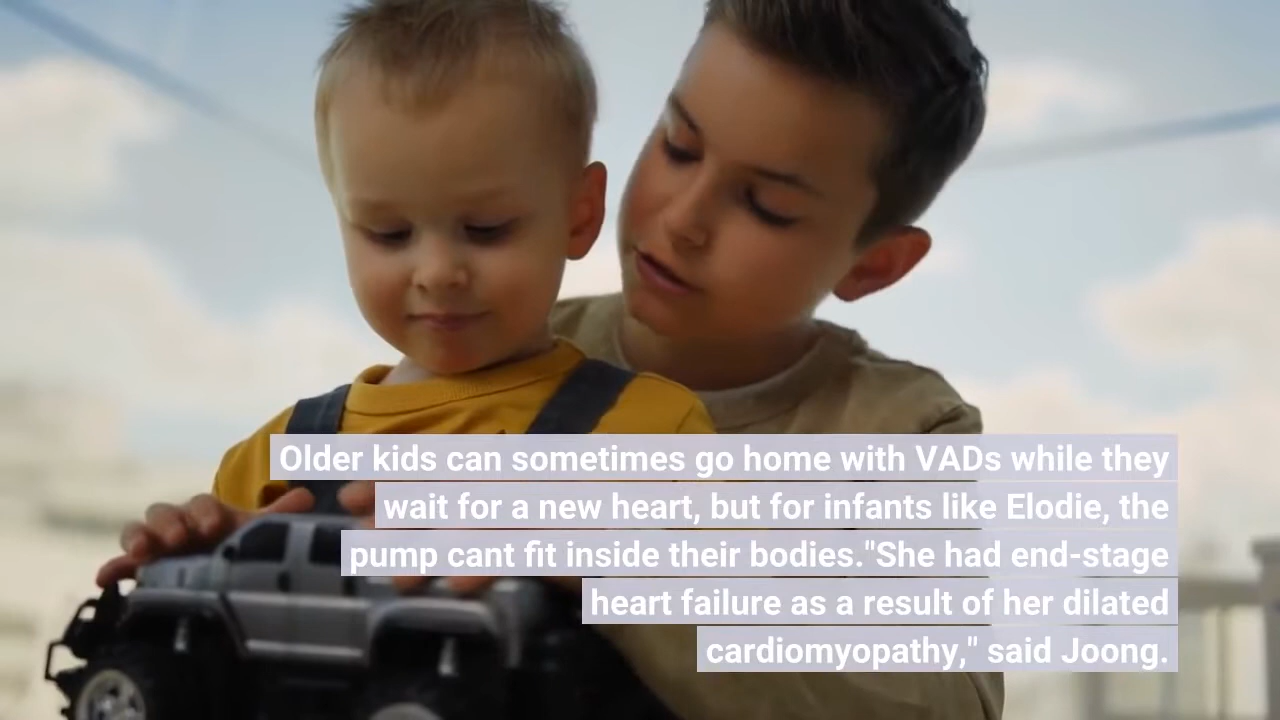 Older kids can sometimes go home with VADs while they
wait for a new heart, but for infants like Elodie, the
pump cant fit inside their bodies."She had end-stage
heart failure as a result of her dilated
cardiomyopathy," said Joong.